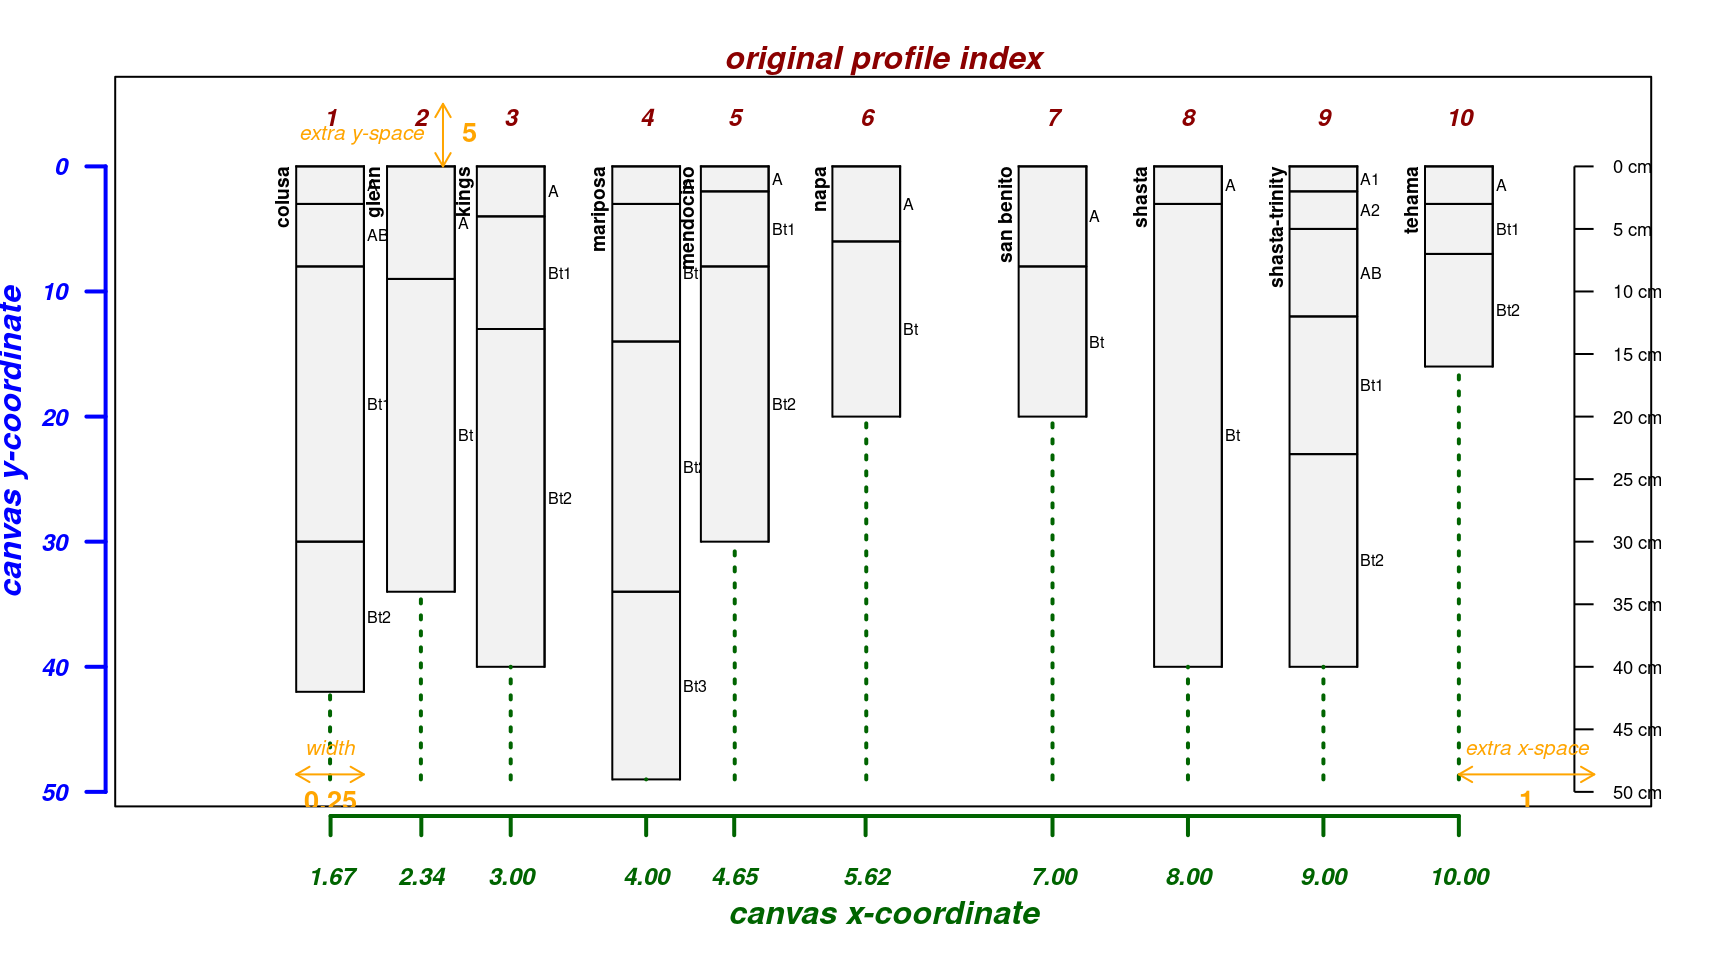 original profile index
1 2 3 4 5 6 7 8 9 10
extra y-space 5
canvas y-coordinate
0
10
20
30
40
50
colusa
AB
Bt1
Bt2
glenn
A
Bt
kings
A
Bt1
Bt2
mariposa
Bt
Bt2
Bt3
mendocino
A
Bt1
Bt2
napa
A
Bt
san benito
A
Bt
shasta
A
Bt
shasta-trinity
A1
A2
AB
Bt1
Bt2
tehama
A
Bt1
Bt2
0 cm
5 cm
10 cm
15 cm
20 cm
25 cm
30 cm
35 cm
40 cm
45 cm
50 cm
width
0.25
extra x-space
1
1.67 2.34 3.00 4.00 4.65 5.62 7.00 8.00 9.00 10.00
canvas x-coordinate